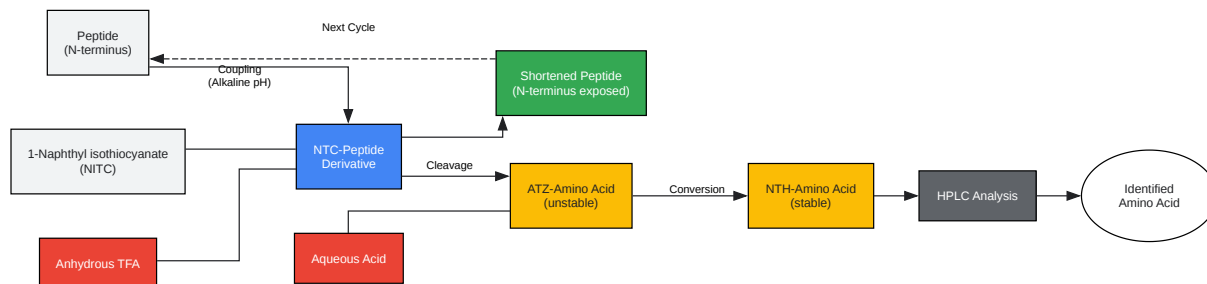 Peptide
(N-terminus)
Next Cycle
Coupling
(Alkaline pH)
Shortened Peptide
(N-terminus exposed)
1-Naphthyl isothiocyanate
(NITC)
NTC-Peptide
Derivative
Cleavage
ATZ-Amino Acid
(unstable)
Conversion
NTH-Amino Acid
(stable)
HPLC Analysis
Identified
Amino Acid
Anhydrous TFA
Aqueous Acid